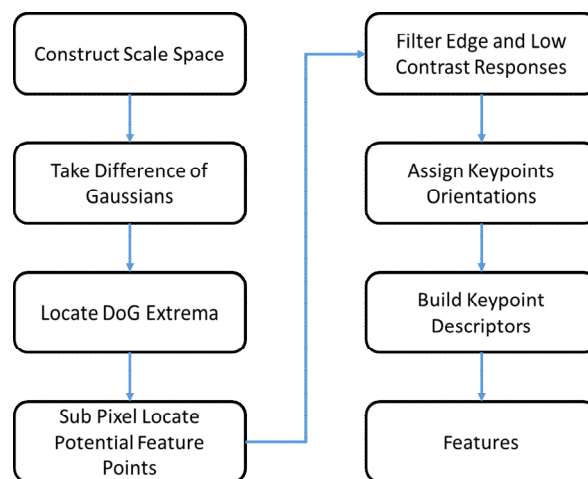 Construct Scale Space
Take Difference of
Gaussians
Locate DoG Extrema
Sub Pixel Locate
Potential Feature
Points
Filter Edge and Low
Contrast Responses
Assign Keypoints
Orientations
Build Keypoint
Descriptors
Features